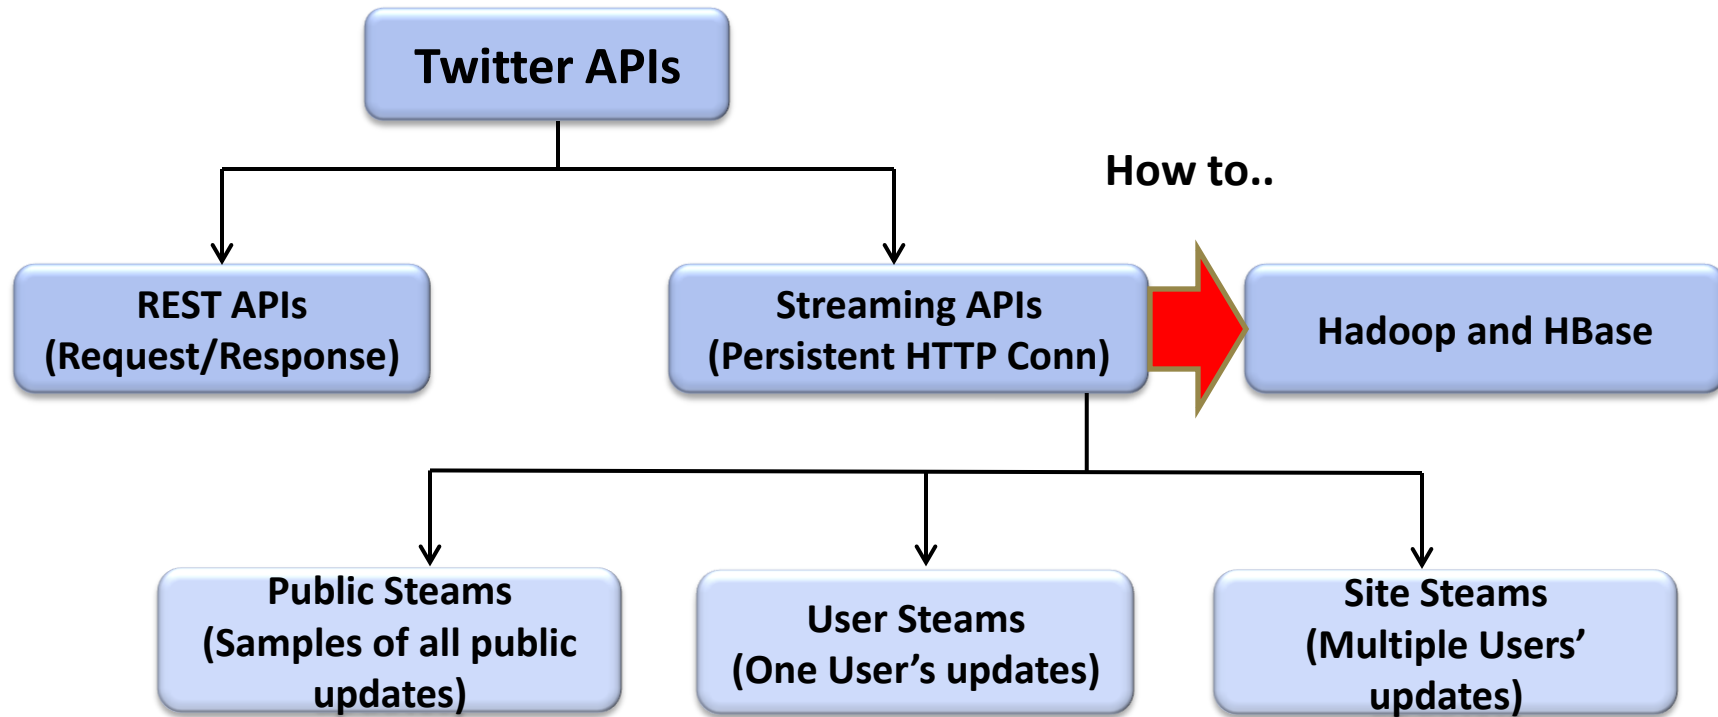 Twitter APIs
How to..
REST APIs
(Request/Response)
Streaming APIs
(Persistent HTTP Conn)
Hadoop and HBase
Public Steams
(Samples of all public
updates)
User Steams
(One User’s updates)
Site Steams
(Multiple Users’
updates)